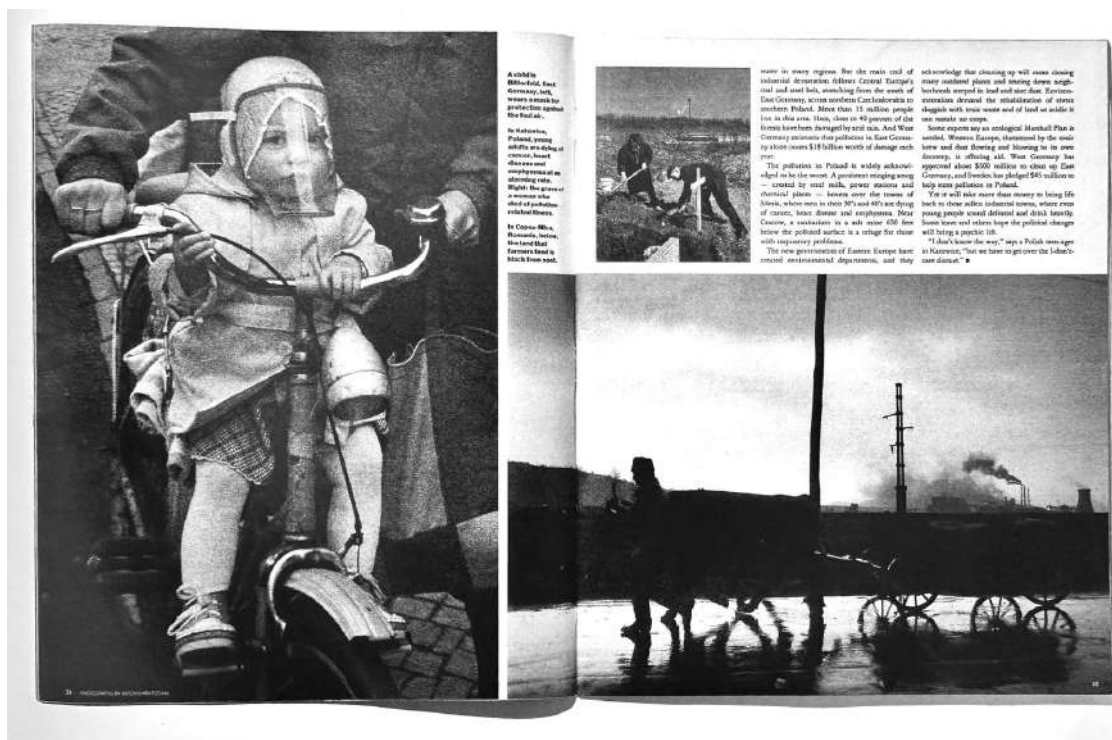 A child in
Bitterfeld, East
Germany, left,
wears a mask for
protection against
the foul air.
In Katowice,
Poland, young
adults are dying of
cancer, heart
disease and
emphysema at an
alarming rate.
Right: the grave of
a woman who
died of pollution-
related illness.
In Copsa Mica,
Romania, below,
the land that
farmers tend is
black from soot.
water in many regions. But the main coil of
industrial devastation follows Central Europe's
coal and steel belt, stretching from the south of
East Germany, across northern Czechoslovakia to
southern Poland. More than 15 million people
live in this area. Here, close to 40 percent of the
forests have been damaged by acid rain. And West
Germany estimates that pollution in East Germa-
ny alone causes $18 billion worth of damage each
year.
The pollution in Poland is widely acknowl-
edged to be the worst. A persistent stinging smog
— created by steel mills, power stations and
chemical plants — hovers over the towns of
Silesia, where men in their 30's and 40's are dying
of cancer, heart disease and emphysema. Near
Cracow, a sanitarium in a salt mine 650 feet
below the polluted surface is a refuge for those
with respiratory problems.
The new governments of Eastern Europe have
created environmental departments, and they
acknowledge that cleaning up will mean closing
many outdated plants and tearing down neigh-
borhoods steeped in lead and zinc dust. Environ-
mentalists demand the rehabilitation of rivers
sluggish with toxic waste and of land so acidic it
can sustain no crops.
Some experts say an ecological Marshall Plan is
needed. Western Europe, threatened by the toxic
brew and dust flowing and blowing to its own
doorstep, is offering aid. West Germany has
approved about $500 million to clean up East
Germany, and Sweden has pledged $45 million to
help ease pollution in Poland.
Yet it will take more than money to bring life
back to these sullen industrial towns, where even
young people sound defeated and drink heavily.
Some leave and others hope the political changes
will bring a psychic lift.
"I don't know the way," says a Polish teen-ager
in Katowice, "but we have to get over the I-don't-
care disease."
34 PHOTOGRAPHS BY
35